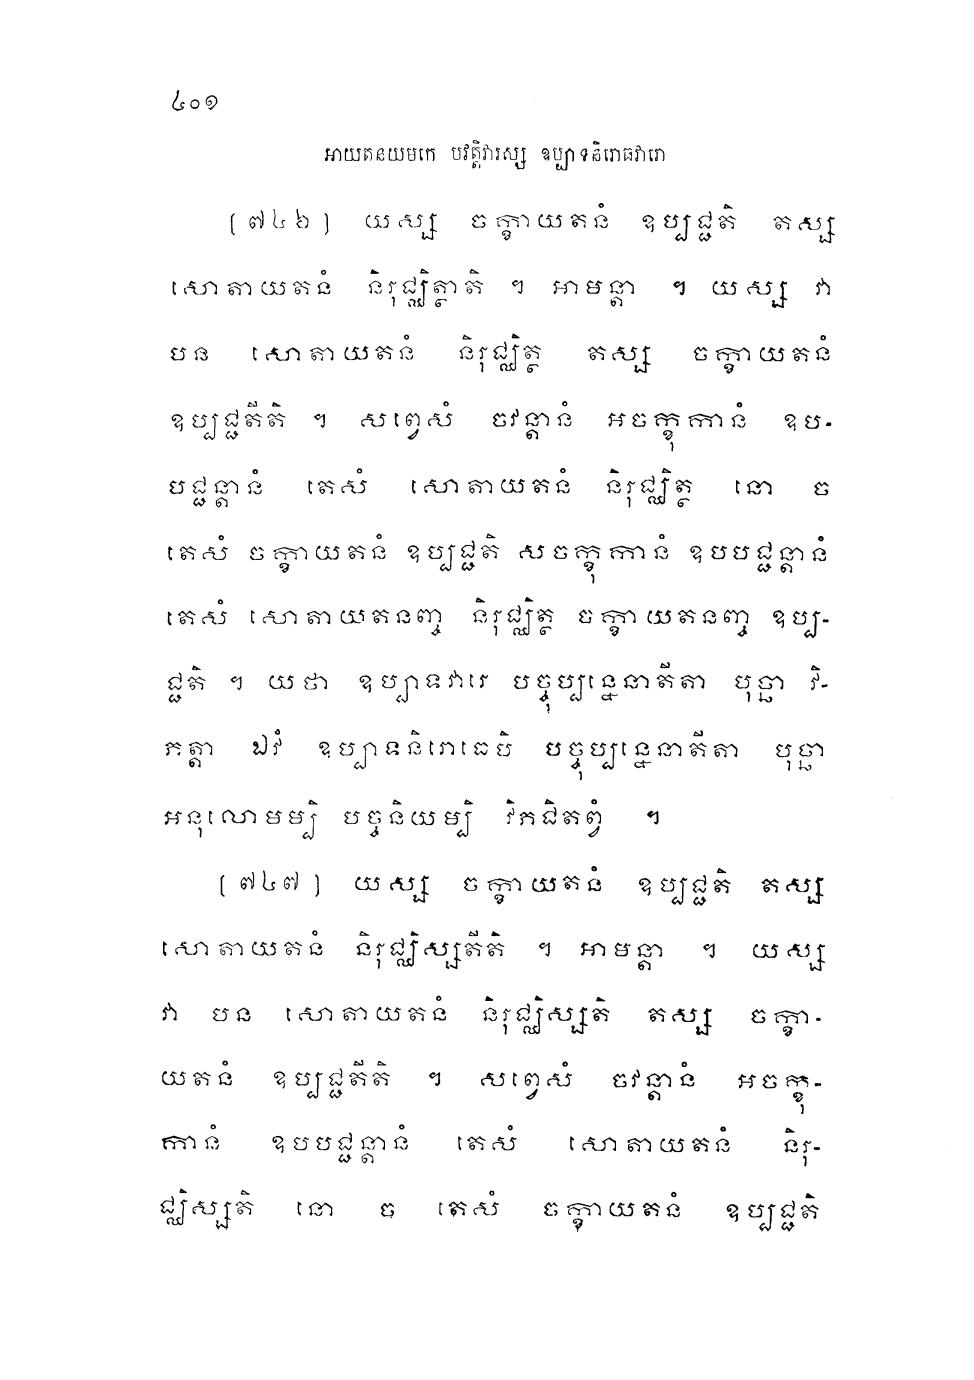 ៤០១
អាយតនយមកេ បវត្តិវារស្ស ឧប្បាទនិរោធវារោ
(៧៤៦) យស្ស ចក្ខាយតនំ ឧប្បជ្ជតិ តស្ស
សោតាយតនំ និរុជ្ឈិត្ថាតិ ។ អាមន្តា ។ យស្ស វា
បន សោតាយតនំ និរុជ្ឈិត្ថ តស្ស ចក្ខាយតនំ
ឧប្បជ្ជតីតិ ។ សព្វេសំ ចវន្តានំ អចក្ខុកានំ ឧប-
បជ្ជន្តានំ តេសំ សោតាយតនំ និរុជ្ឈិត្ថ នោ ច
តេសំ ចក្ខាយតនំ ឧប្បជ្ជតិ សចក្ខុកានំ ឧបបជ្ជន្តានំ
តេសំ សោតាយតនញ្ច និរុជ្ឈិត្ថ ចក្ខាយតនញ្ច ឧប្ប-
ជ្ជតិ ។ យថា ឧប្បាទវារេ បច្ចុប្បន្នេនាតីតា បុច្ឆា វិ-
ភត្តា ឯវំ ឧប្បាទនិរោធេបិ បច្ចុប្បន្នេនាតីតា បុច្ឆា
អនុលោមម្បិ បច្ចនិយម្បិ វិភជិតព្វំ ។
(៧៤៧) យស្ស ចក្ខាយតនំ ឧប្បជ្ជតិ តស្ស
សោតាយតនំ និរុជ្ឈិស្សតីតិ ។ អាមន្តា ។ យស្ស
វា បន សោតាយតនំ និរុជ្ឈិស្សតិ តស្ស ចក្ខា-
យតនំ ឧប្បជ្ជតីតិ ។ សព្វេសំ ចវន្តានំ អចក្ខុ-
កានំ ឧបបជ្ជន្តានំ តេសំ សោតាយតនំ និរុ-
ជ្ឈិស្សតិ នោ ច តេសំ ចក្ខាយតនំ ឧប្បជ្ជតិ